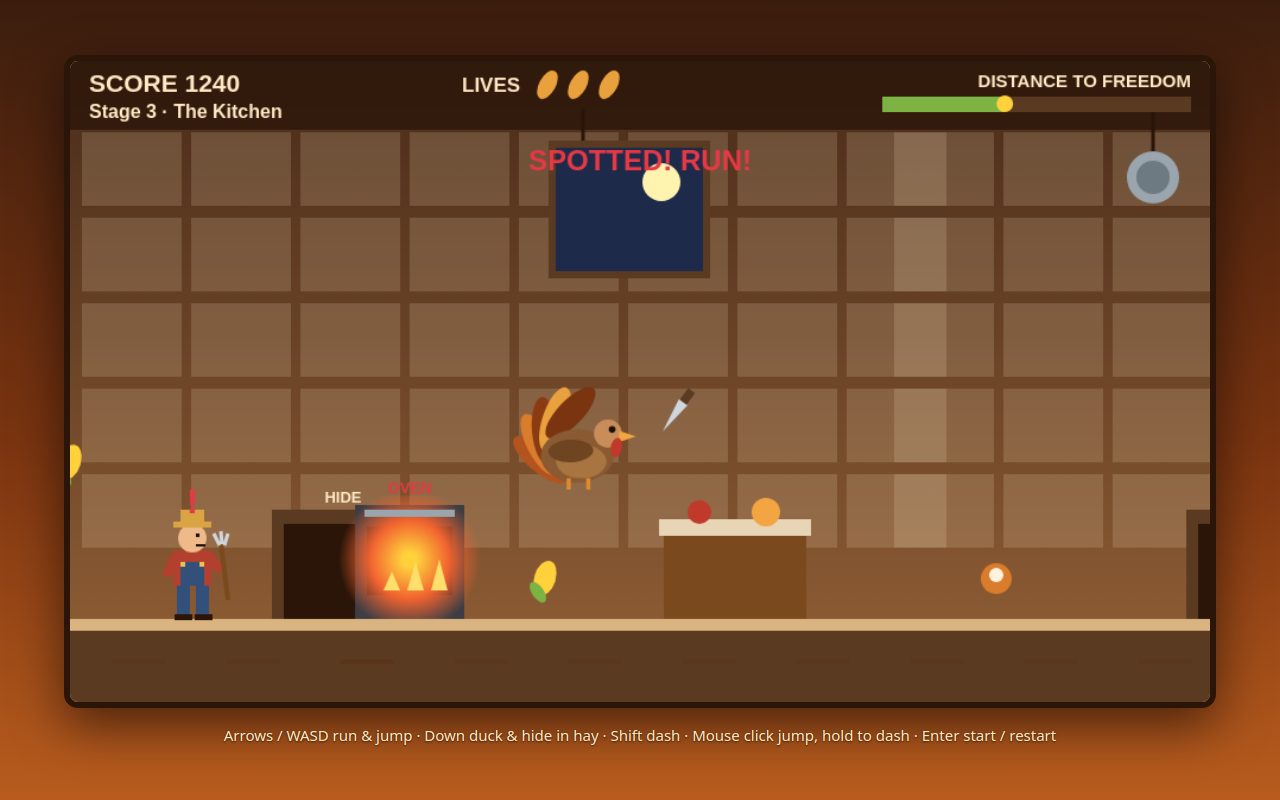 SCORE 1240
Stage 3 · The Kitchen
LIVES
DISTANCE TO FREEDOM
SPOTTED! RUN!
HIDE
OVEN
Arrows / WASD run & jump · Down duck & hide in hay · Shift dash · Mouse click jump, hold to dash · Enter start / restart